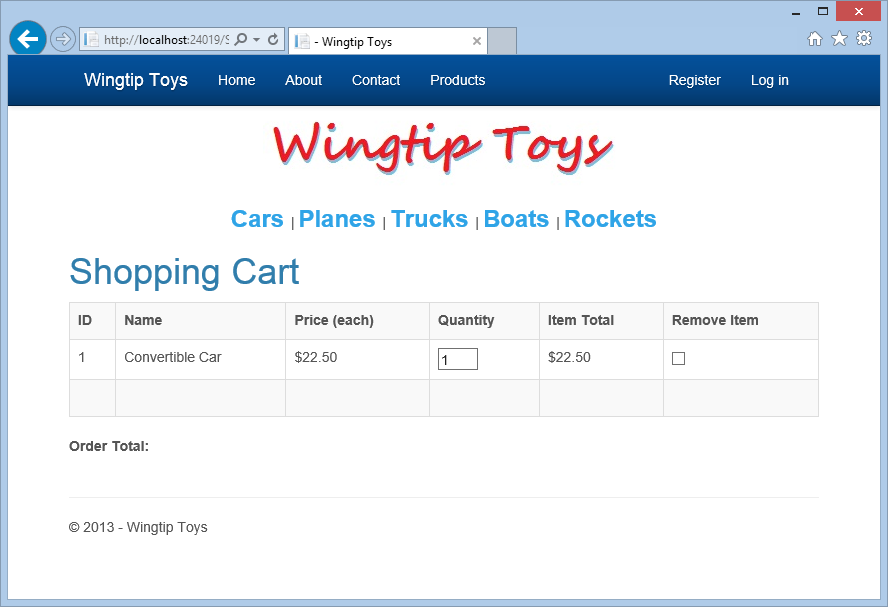 http://localhost:24019/S
- Wingtip Toys
Wingtip Toys Home About Contact Products Register Log in
Wingtip Toys
Cars | Planes | Trucks | Boats | Rockets
Shopping Cart
ID Name Price (each) Quantity Item Total Remove Item
1 Convertible Car $22.50 1 $22.50
Order Total:
© 2013 - Wingtip Toys